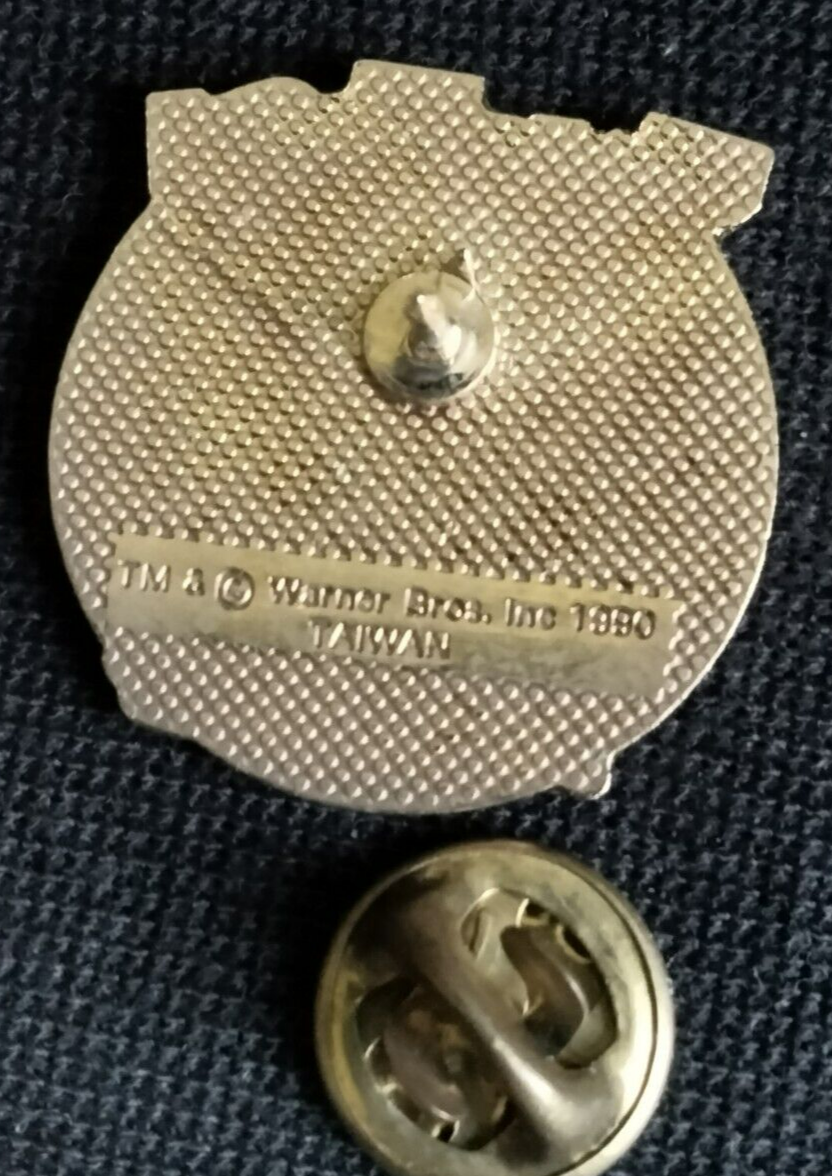 TM & © Warner Bros. Inc 1990
TAIWAN